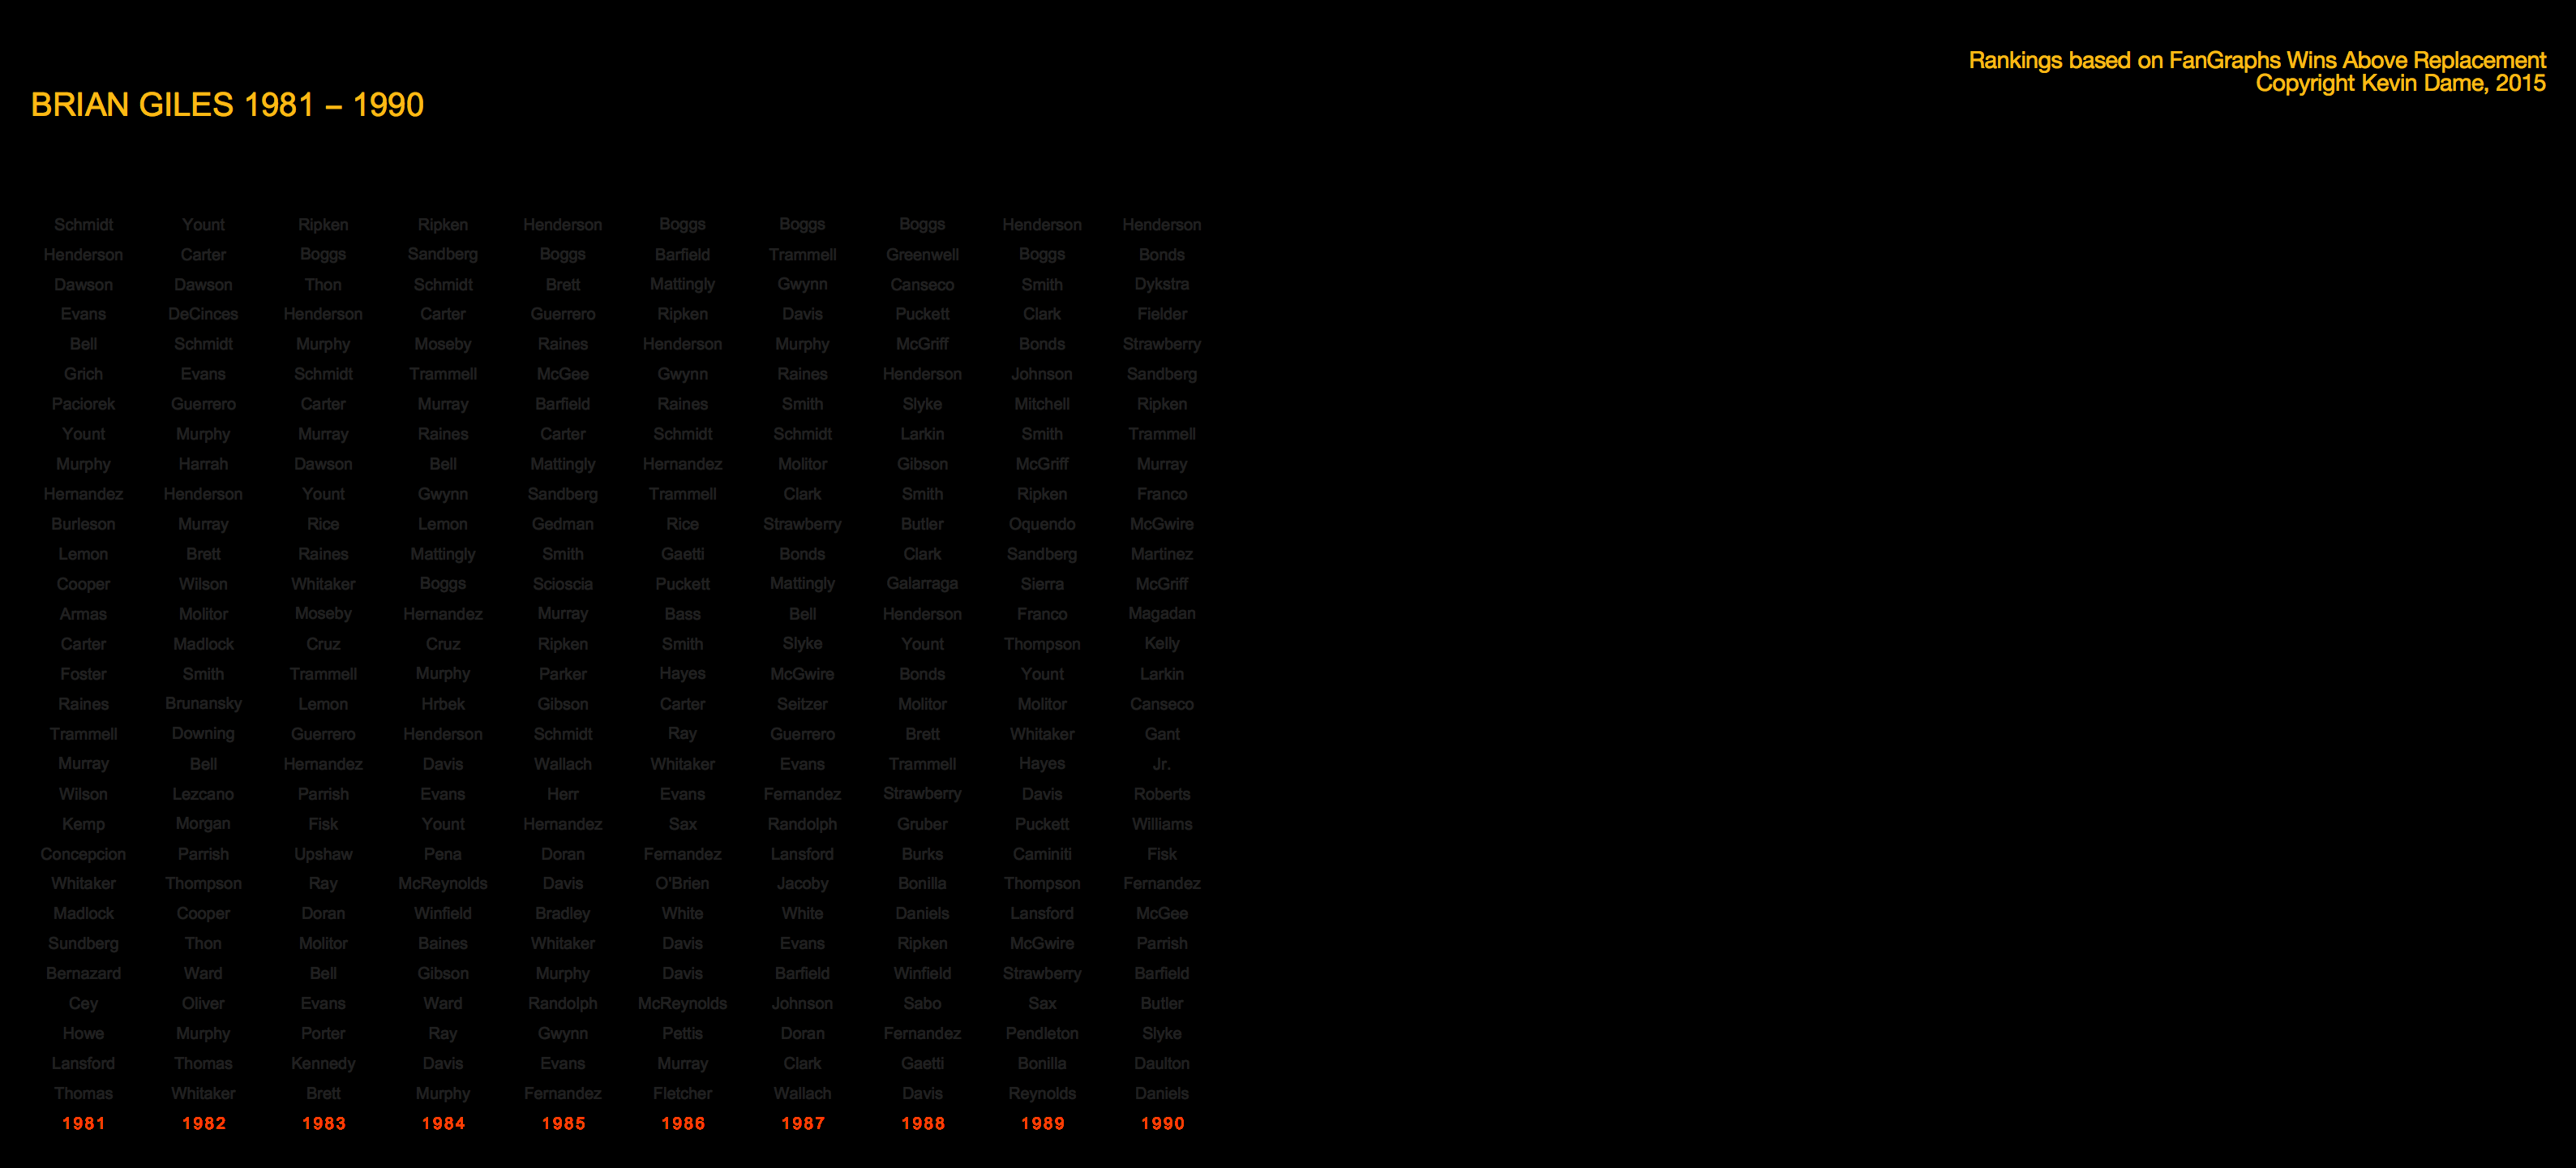 Rankings based on FanGraphs Wins Above Replacement
Copyright Kevin Dame, 2015
BRIAN GILES 1981 – 1990
Schmidt Yount Ripken Ripken Henderson Boggs Boggs Boggs Henderson Henderson
Henderson Carter Boggs Sandberg Boggs Barfield Trammell Greenwell Boggs Bonds
Dawson Dawson Thon Schmidt Brett Mattingly Gwynn Canseco Smith Dykstra
Evans DeCinces Henderson Carter Guerrero Ripken Davis Puckett Clark Fielder
Bell Schmidt Murphy Moseby Raines Henderson Murphy McGriff Bonds Strawberry
Grich Evans Schmidt Trammell McGee Gwynn Raines Henderson Johnson Sandberg
Paciorek Guerrero Carter Murray Barfield Raines Smith Slyke Mitchell Ripken
Yount Murphy Murray Raines Carter Schmidt Schmidt Larkin Smith Trammell
Murphy Harrah Dawson Bell Mattingly Hernandez Molitor Gibson McGriff Murray
Hernandez Henderson Yount Gwynn Sandberg Trammell Clark Smith Ripken Franco
Burleson Murray Rice Lemon Gedman Rice Strawberry Butler Oquendo McGwire
Lemon Brett Raines Mattingly Smith Gaetti Bonds Clark Sandberg Martinez
Cooper Wilson Whitaker Boggs Scioscia Puckett Mattingly Galarraga Sierra McGriff
Armas Molitor Moseby Hernandez Murray Bass Bell Henderson Franco Magadan
Carter Madlock Cruz Cruz Ripken Smith Slyke Yount Thompson Kelly
Foster Smith Trammell Murphy Parker Hayes McGwire Bonds Yount Larkin
Raines Brunansky Lemon Hrbek Gibson Carter Seitzer Molitor Molitor Canseco
Trammell Downing Guerrero Henderson Schmidt Ray Guerrero Brett Whitaker Gant
Murray Bell Hernandez Davis Wallach Whitaker Evans Trammell Hayes Jr.
Wilson Lezcano Parrish Evans Herr Evans Fernandez Strawberry Davis Roberts
Kemp Morgan Fisk Yount Hernandez Sax Randolph Gruber Puckett Williams
Concepcion Parrish Upshaw Pena Doran Fernandez Lansford Burks Caminiti Fisk
Whitaker Thompson Ray McReynolds Davis O'Brien Jacoby Bonilla Thompson Fernandez
Madlock Cooper Doran Winfield Bradley White White Daniels Lansford McGee
Sundberg Thon Molitor Baines Whitaker Davis Evans Ripken McGwire Parrish
Bernazard Ward Bell Gibson Murphy Davis Barfield Winfield Strawberry Barfield
Cey Oliver Evans Ward Randolph McReynolds Johnson Sabo Sax Butler
Howe Murphy Porter Ray Gwynn Pettis Doran Fernandez Pendleton Slyke
Lansford Thomas Kennedy Davis Evans Murray Clark Gaetti Bonilla Daulton
Thomas Whitaker Brett Murphy Fernandez Fletcher Wallach Davis Reynolds Daniels
1981 1982 1983 1984 1985 1986 1987 1988 1989 1990